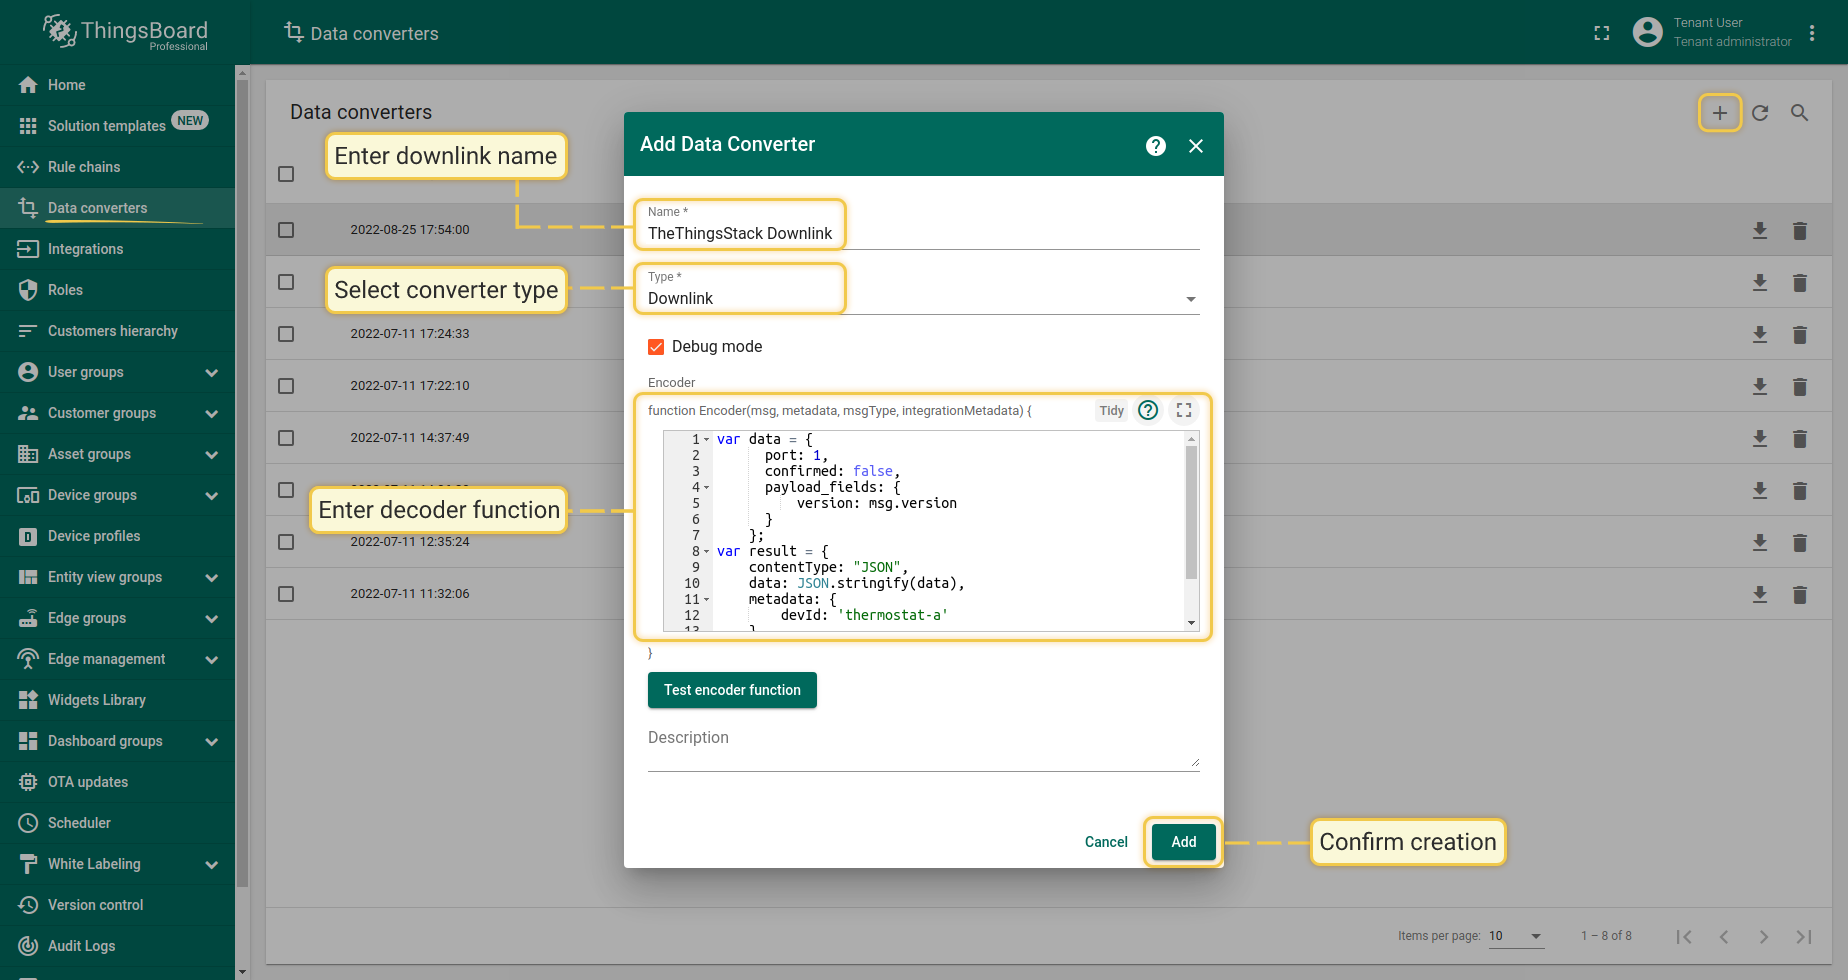 ThingsBoard
Professional
Data converters
Tenant User
Tenant administrator
Home
Solution templates NEW
Rule chains
Data converters
Integrations
Roles
Customers hierarchy
User groups
Customer groups
Asset groups
Device groups
Device profiles
Entity view groups
Edge groups
Edge management
Widgets Library
Dashboard groups
OTA updates
Scheduler
White Labeling
Version control
Audit Logs
Data converters
Enter downlink name
2022-08-25 17:54:00
Select converter type
2022-07-11 17:24:33
2022-07-11 17:22:10
2022-07-11 14:37:49
Enter decoder function
2022-07-11 12:35:24
2022-07-11 11:32:06
Add Data Converter
?
Name *
TheThingsStack Downlink
Type *
Downlink
Debug mode
Encoder
function Encoder(msg, metadata, msgType, integrationMetadata) {
Tidy
?
1 var data = {
2 port: 1,
3 confirmed: false,
4 payload_fields: {
5 version: msg.version
6 }
7 };
8 var result = {
9 contentType: "JSON",
10 data: JSON.stringify(data),
11 metadata: {
12 devId: 'thermostat-a'
13 }
}
Test encoder function
Description
Cancel
Add
Confirm creation
Items per page: 10
1 – 8 of 8